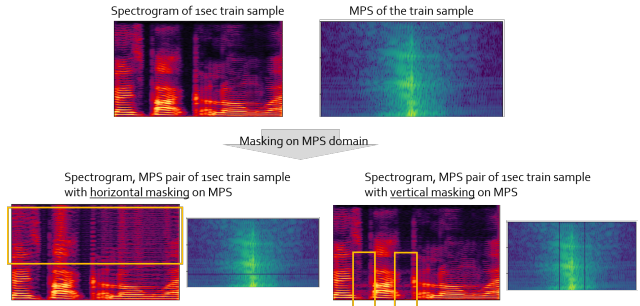 Spectrogram of 1sec train sample
MPS of the train sample
Masking on MPS domain
Spectrogram, MPS pair of 1sec train sample
with horizontal masking on MPS
Spectrogram, MPS pair of 1sec train sample
with vertical masking on MPS